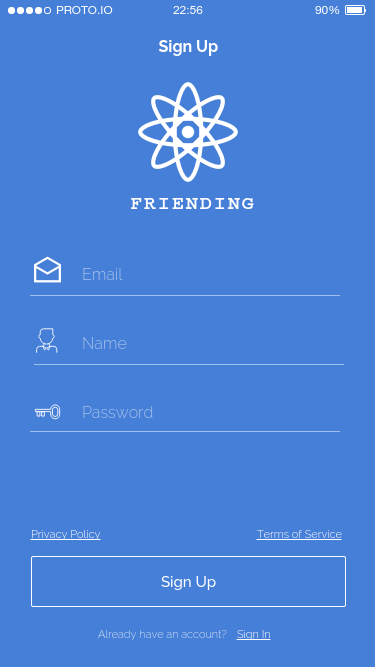 PROTO.IO 22:56 90%
Sign Up
FRIENDING
Email
Name
Password
Privacy Policy Terms of Service
Sign Up
Already have an account? Sign In